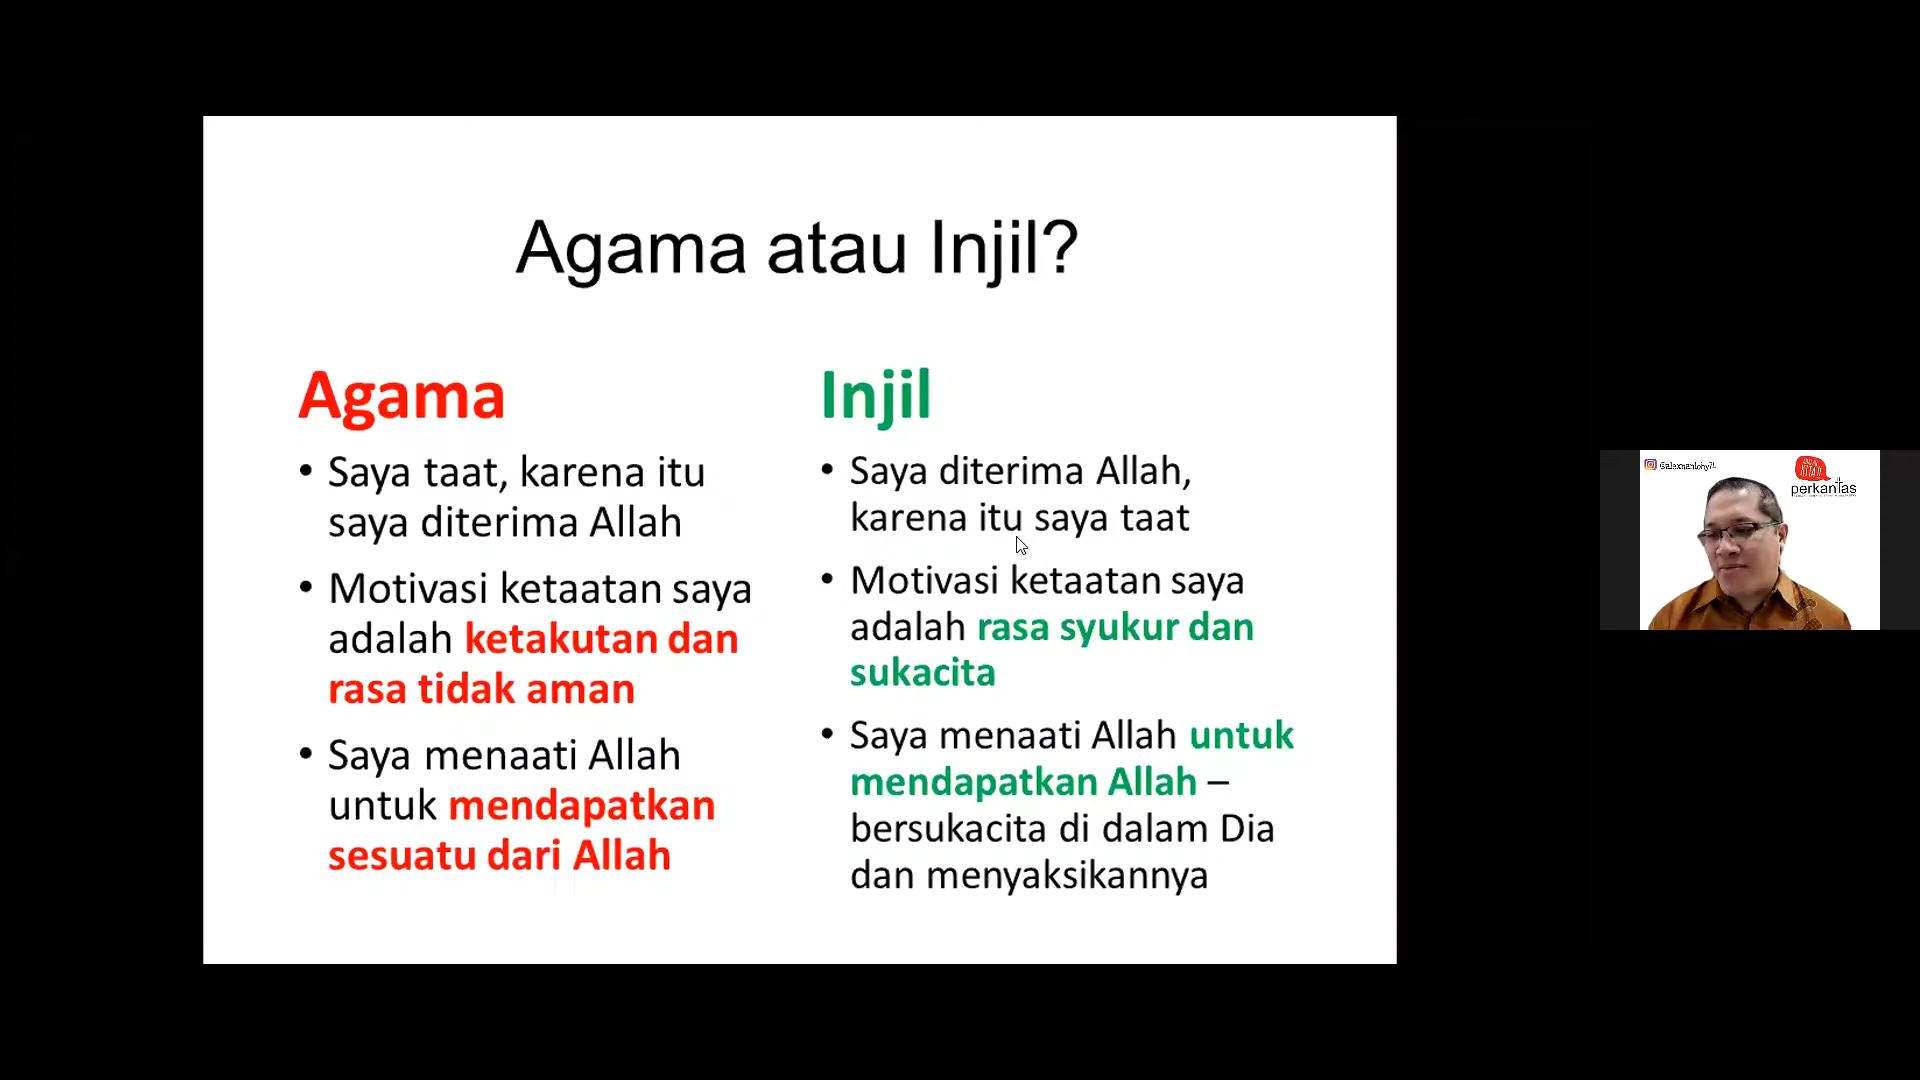 Agama atau Injil?
Agama
• Saya taat, karena itu
saya diterima Allah
• Motivasi ketaatan saya
adalah ketakutan dan
rasa tidak aman
• Saya menaati Allah
untuk mendapatkan
sesuatu dari Allah
Injil
• Saya diterima Allah,
karena itu saya taat
• Motivasi ketaatan saya
adalah rasa syukur dan
sukacita
• Saya menaati Allah untuk
mendapatkan Allah –
bersukacita di dalam Dia
dan menyaksikannya
perkantas